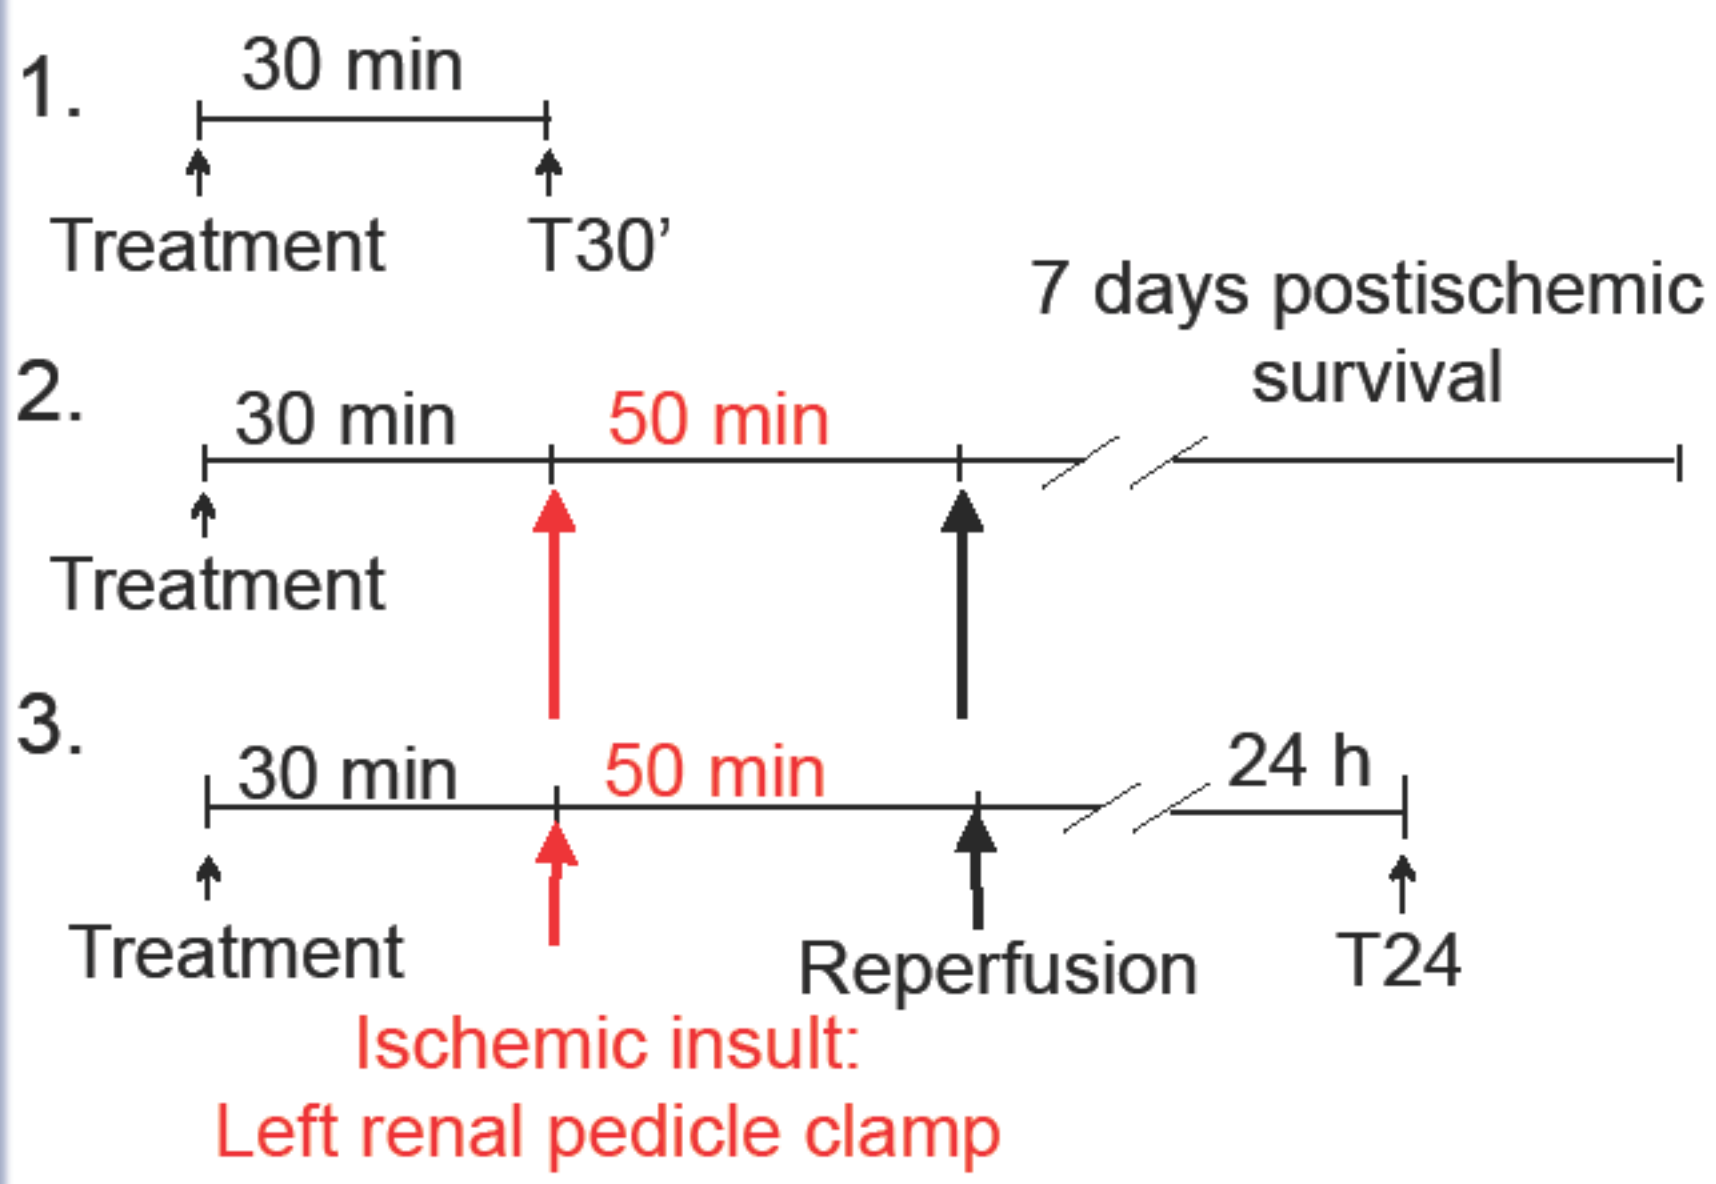 1.
30 min
Treatment
T30’
7 days postischemic
survival
2.
30 min
50 min
Treatment
3.
30 min
50 min
24 h
Treatment
Reperfusion
T24
Ischemic insult:
Left renal pedicle clamp